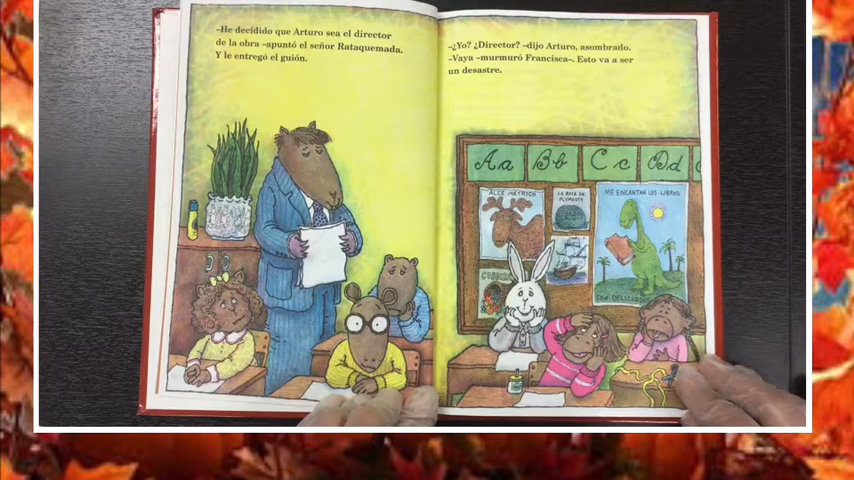 –He decidido que Arturo sea el director
de la obra –apuntó el señor Rataquemada.
Y le entregó el guión.
–¿Yo? ¿Director? –dijo Arturo, asombrado.
–Vaya –murmuró Francisca–. Esto va a ser
un desastre.
Aa Bb Cc Dd
ALCE METRICO
LA ROCA DE
PLYMOUTH
ME ENCANTAN LOS LIBROS
SON DELICIOSOS